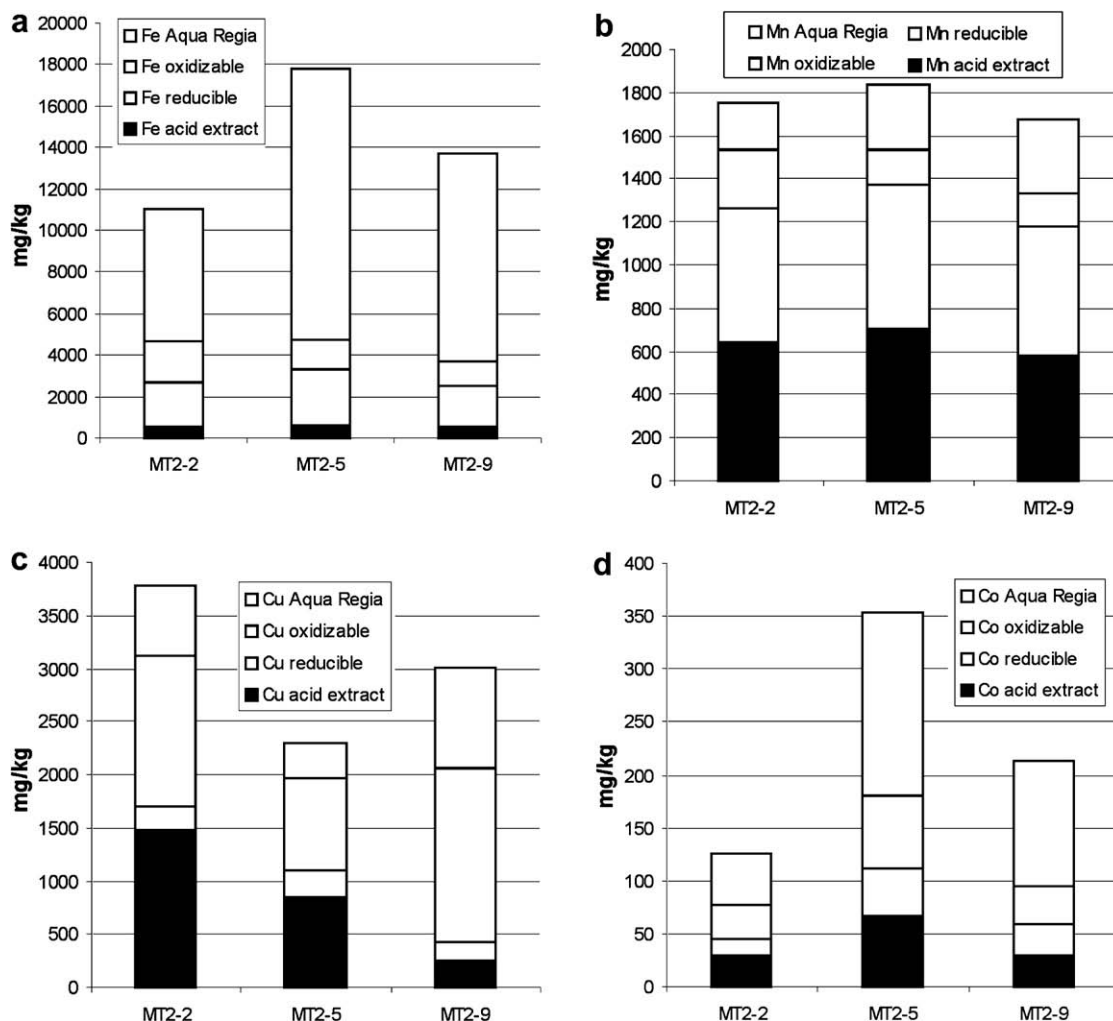 a
Fe Aqua Regia
Fe oxidizable
Fe reducible
Fe acid extract
20000
18000
16000
14000
12000
10000
8000
6000
4000
2000
0
mg/kg
MT2-2 MT2-5 MT2-9
b
Mn Aqua Regia Mn reducible
Mn oxidizable Mn acid extract
2000
1800
1600
1400
1200
1000
800
600
400
200
0
mg/kg
MT2-2 MT2-5 MT2-9
c
Cu Aqua Regia
Cu oxidizable
Cu reducible
Cu acid extract
4000
3500
3000
2500
2000
1500
1000
500
0
mg/kg
MT2-2 MT2-5 MT2-9
d
Co Aqua Regia
Co oxidizable
Co reducible
Co acid extract
400
350
300
250
200
150
100
50
0
mg/kg
MT2-2 MT2-5 MT2-9